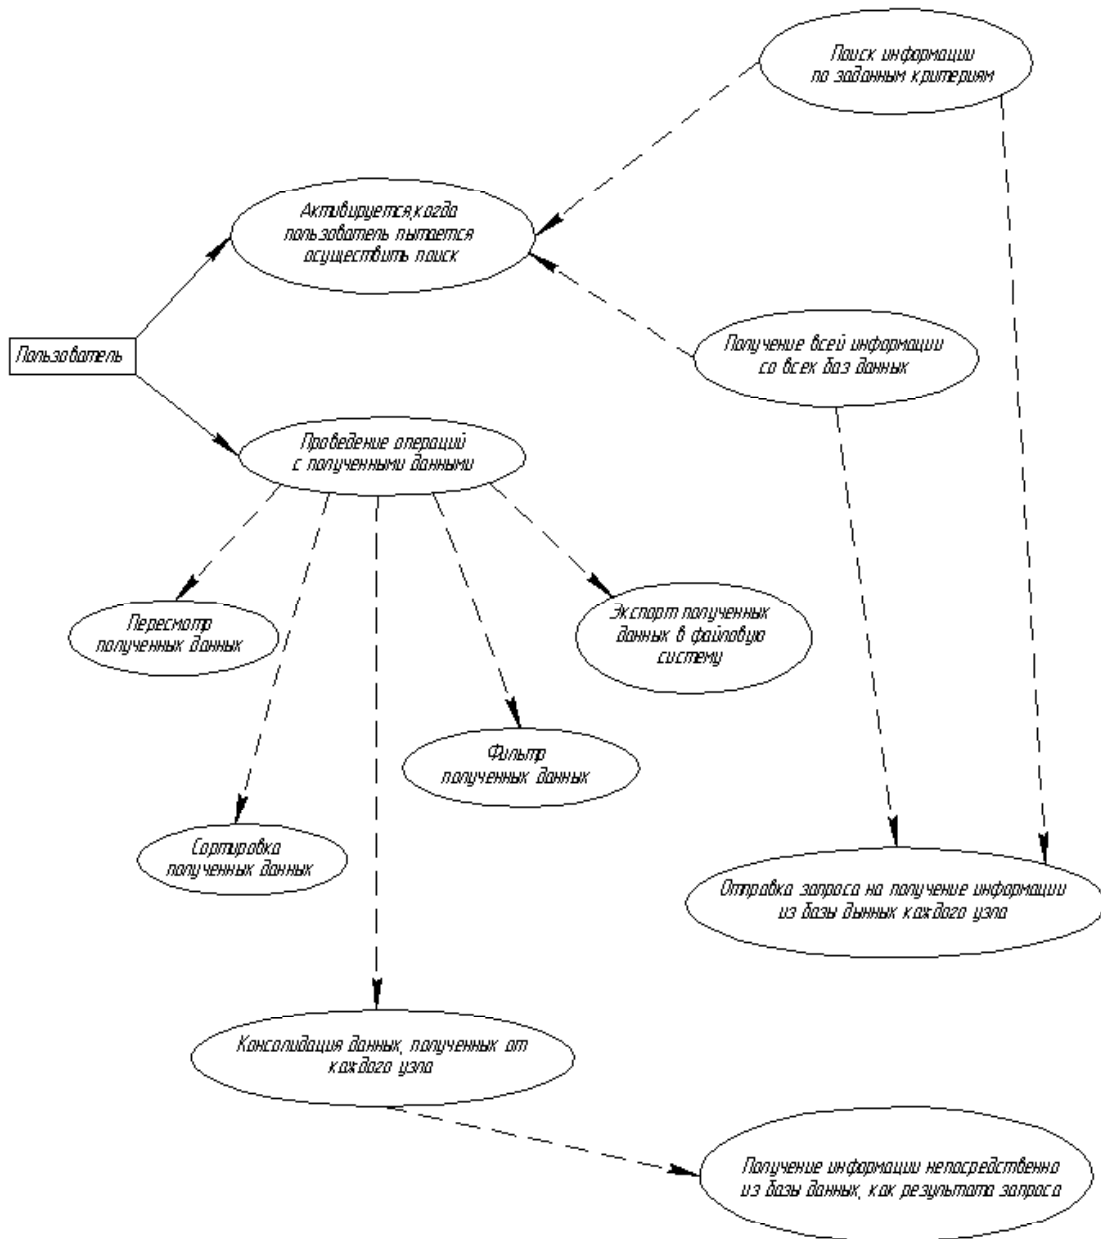 Поиск информации
по заданным критериям
Активируется,когда
пользователь пытается
осуществить поиск
Получение всей информации
со всех баз данных
Пользователь
Проведение операций
с полученными данными
Пересмотр
полученных данных
Экспорт полученных
данных в файловую
систему
Фильтр
полученных данных
Сортировка
полученных данных
Отправка запроса на получение информации
из базы дынных каждого узла
Консолидация данных, полученных от
каждого узла
Получение информации непосредственно
из базы данных, как результата запроса